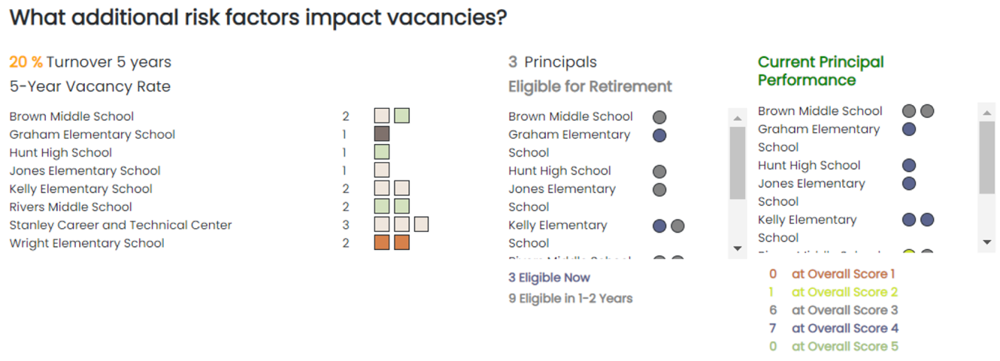 What additional risk factors impact vacancies?
20 % Turnover 5 years
5-Year Vacancy Rate
Brown Middle School 2
Graham Elementary School 1
Hunt High School 1
Jones Elementary School 1
Kelly Elementary School 2
Rivers Middle School 2
Stanley Career and Technical Center 3
Wright Elementary School 2
3 Principals
Eligible for Retirement
Brown Middle School
Graham Elementary
School
Hunt High School
Jones Elementary
School
Kelly Elementary
School
Rivers Middle School
3 Eligible Now
9 Eligible in 1-2 Years
Current Principal
Performance
Brown Middle School
Graham Elementary
School
Hunt High School
Jones Elementary
School
Kelly Elementary
School
0 at Overall Score 1
1 at Overall Score 2
6 at Overall Score 3
7 at Overall Score 4
0 at Overall Score 5